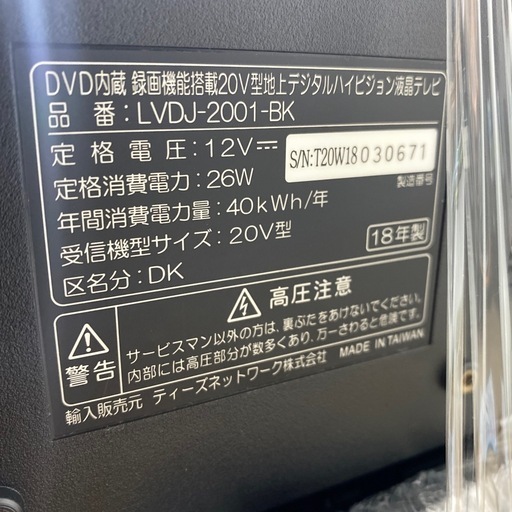 DVD内蔵 録画機能搭載20V型地上デジタルハイビジョン液晶テレビ
品番：LVDJ-2001-BK
定格電圧：12V⎓
S/N:T20W18030671
製造番号
定格消費電力：26W
年間消費電力量：40kWh/年
受信機型サイズ：20V型
18年製
区名分：DK
高圧注意
警告
サービスマン以外の方は、裏ぶたをあけないでください。
内部には高圧部分が数多くあり、万一さわると危険です。
輸入販売元 ティーズネットワーク株式会社 MADE IN TAIWAN